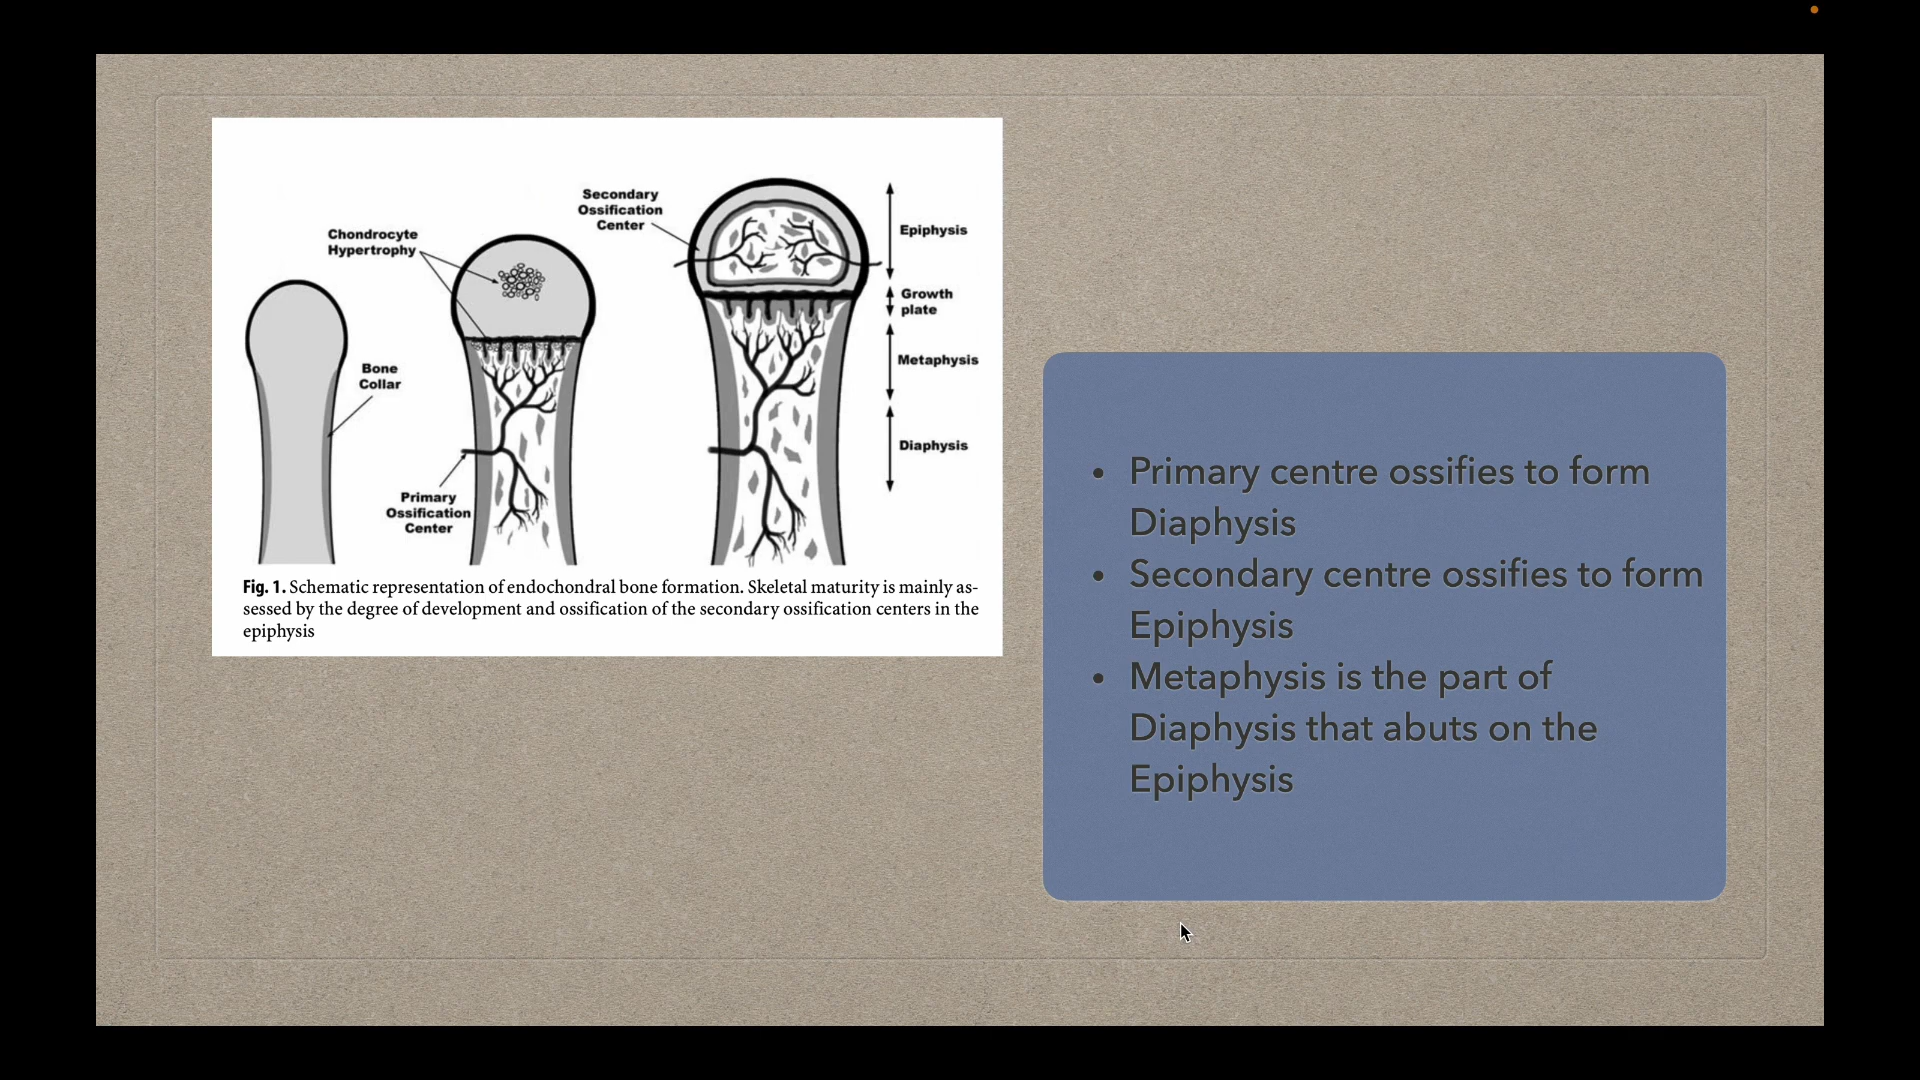 Secondary
Ossification
Center
Epiphysis
Chondrocyte
Hypertrophy
Growth
plate
Metaphysis
Bone
Collar
Diaphysis
Primary
Ossification
Center
Fig. 1. Schematic representation of endochondral bone formation. Skeletal maturity is mainly as-
sessed by the degree of development and ossification of the secondary ossification centers in the
epiphysis
• Primary centre ossifies to form
Diaphysis
• Secondary centre ossifies to form
Epiphysis
• Metaphysis is the part of
Diaphysis that abuts on the
Epiphysis